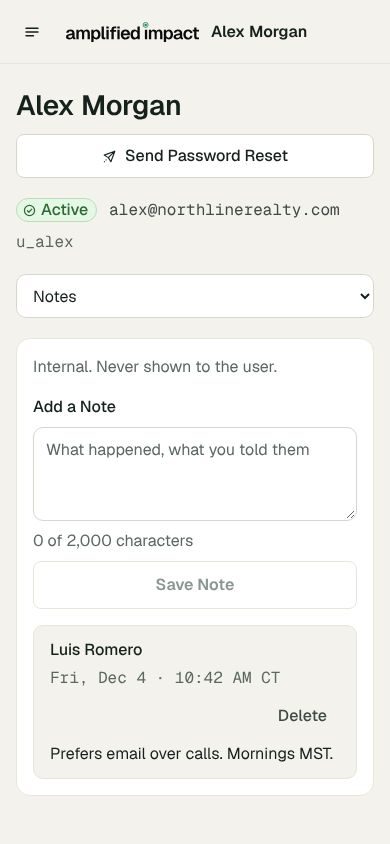 amplified impact Alex Morgan
Alex Morgan
Send Password Reset
Active alex@northlinerealty.com
u_alex
Notes
Internal. Never shown to the user.
Add a Note
What happened, what you told them
0 of 2,000 characters
Save Note
Luis Romero
Fri, Dec 4 · 10:42 AM CT
Delete
Prefers email over calls. Mornings MST.